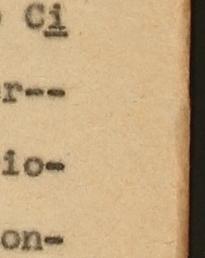 Ci
r--
io-
on-